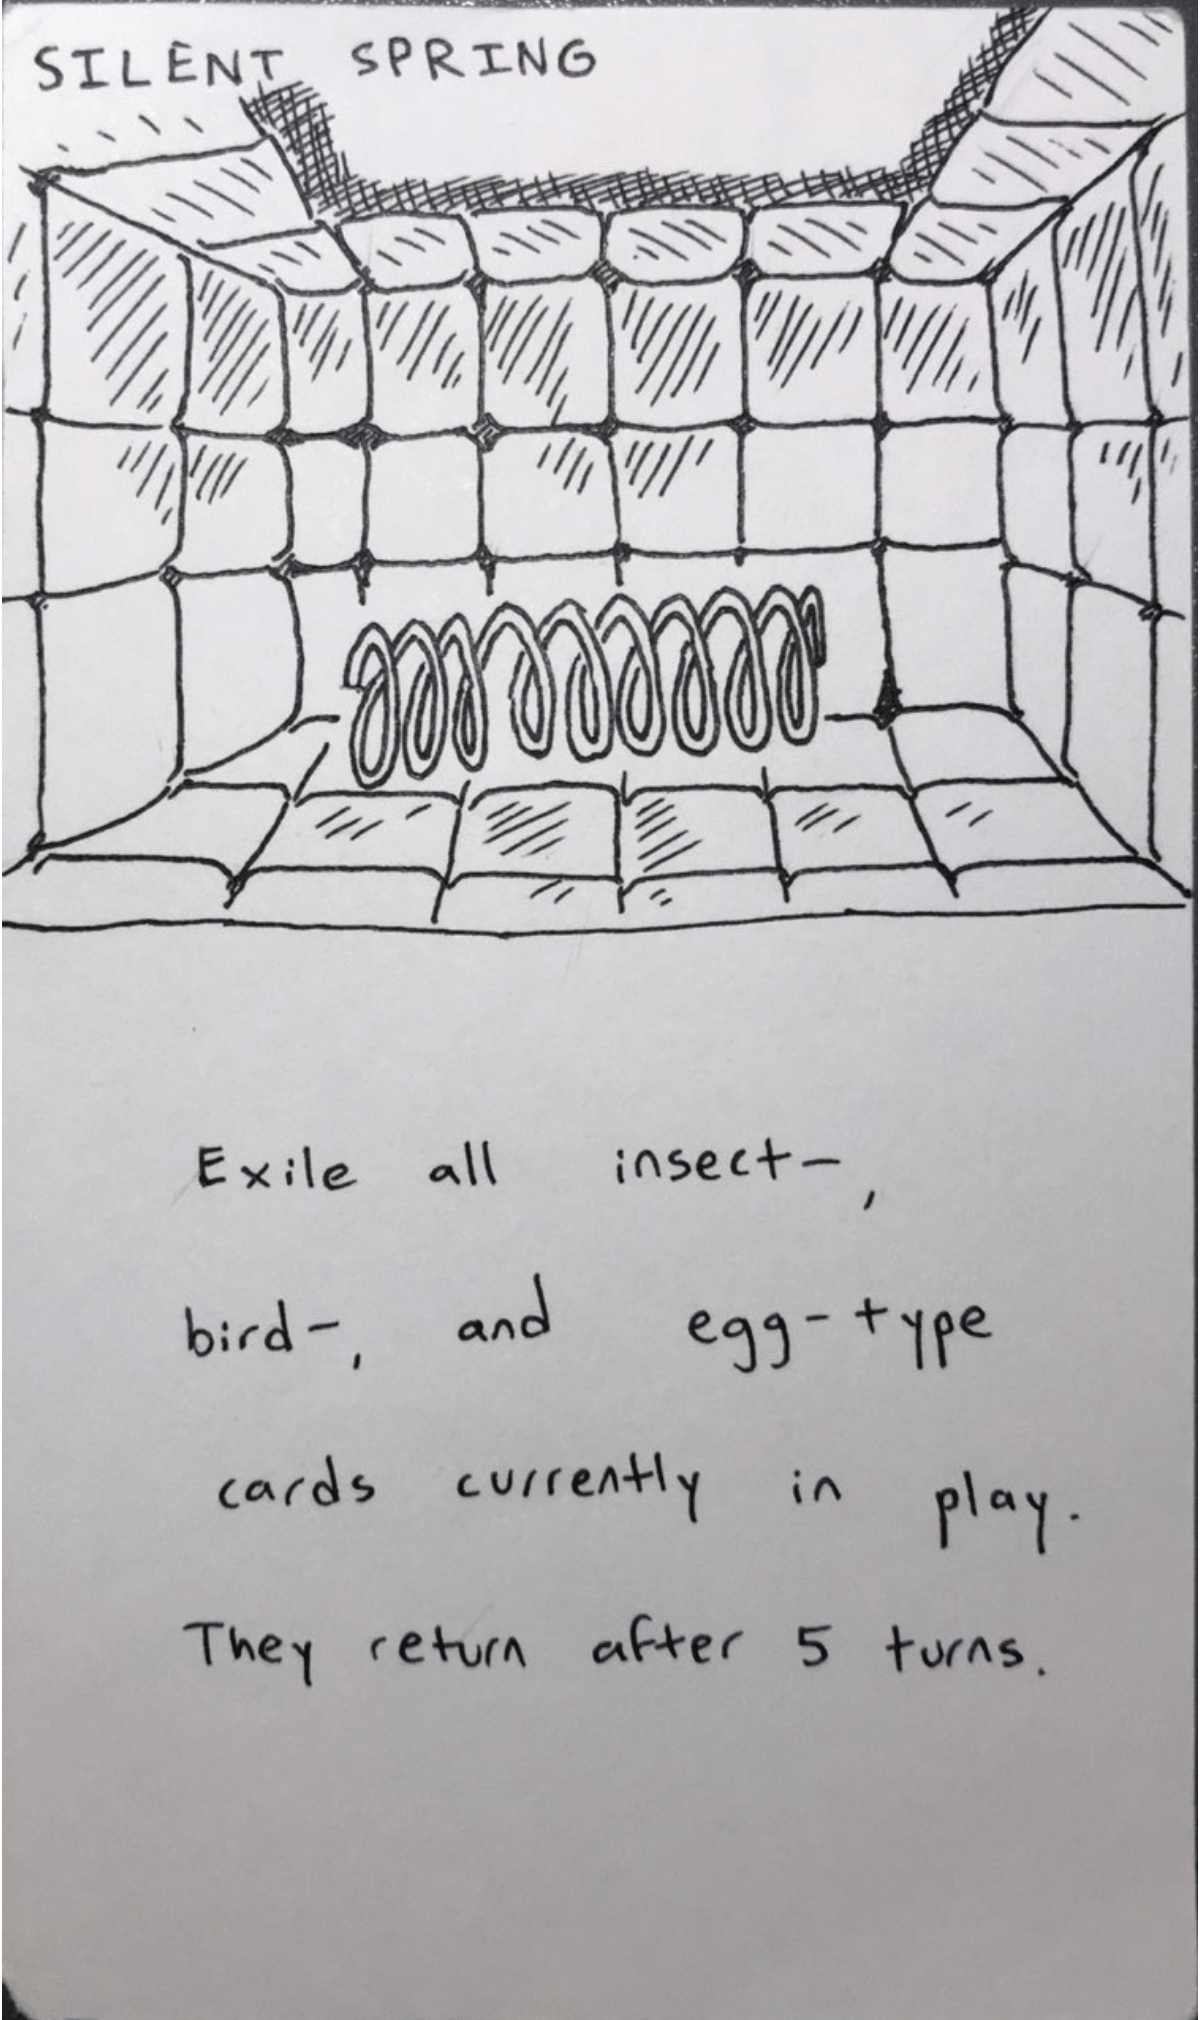 SILENT SPRING
Exile all insect-,
bird-, and egg-type
cards currently in play.
They return after 5 turns.